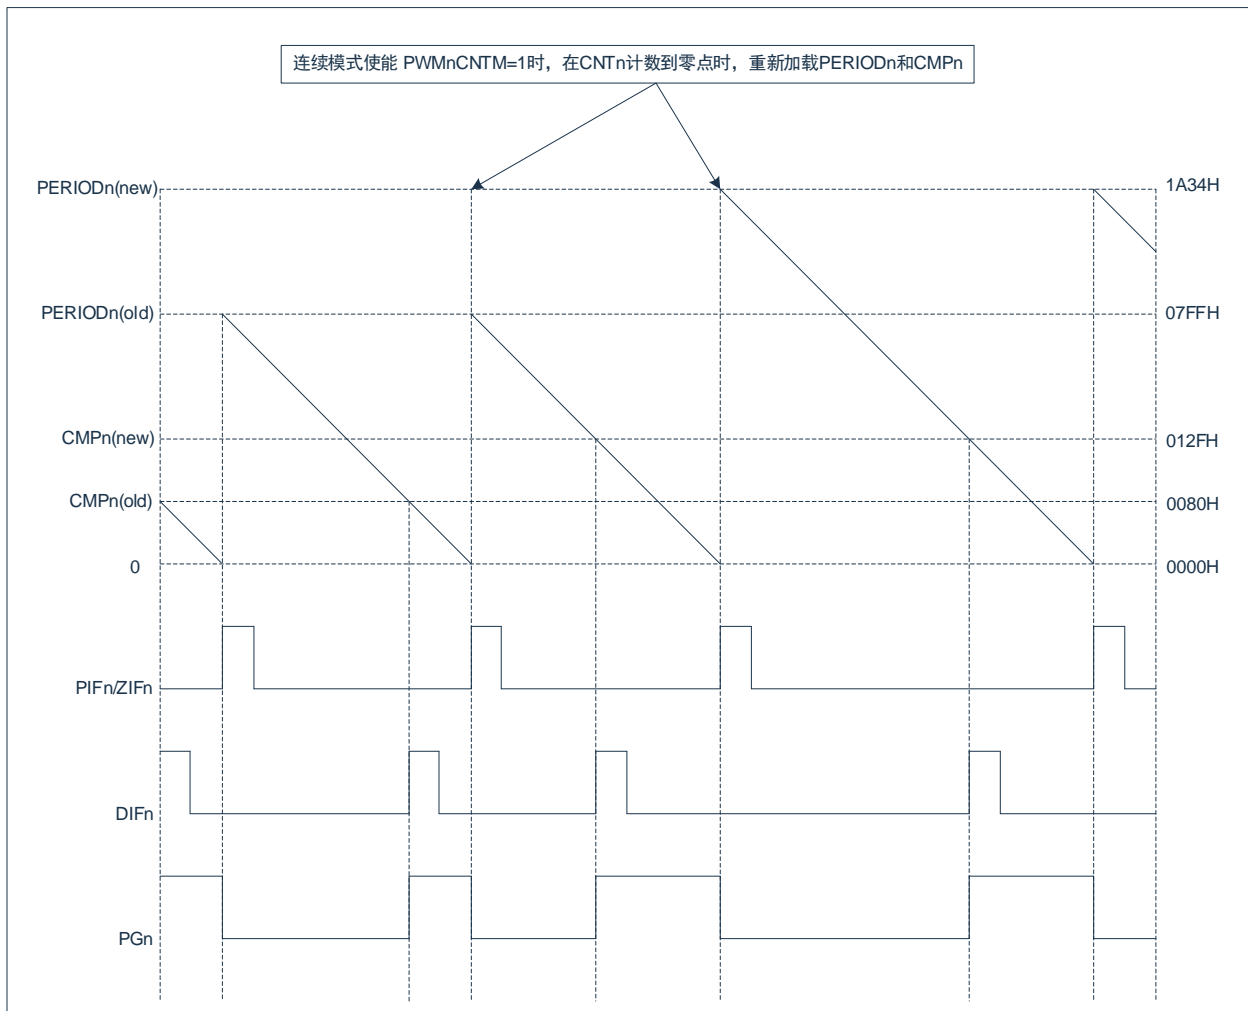 连续模式使能 PWMnCNTM=1时，在CNTn计数到零点时，重新加载PERIODn和CMPn
PERIODn(new)
1A34H
PERIODn(old)
07FFH
CMPn(new)
012FH
CMPn(old)
0080H
0
0000H
PIFn/ZIFn
DIFn
PGn